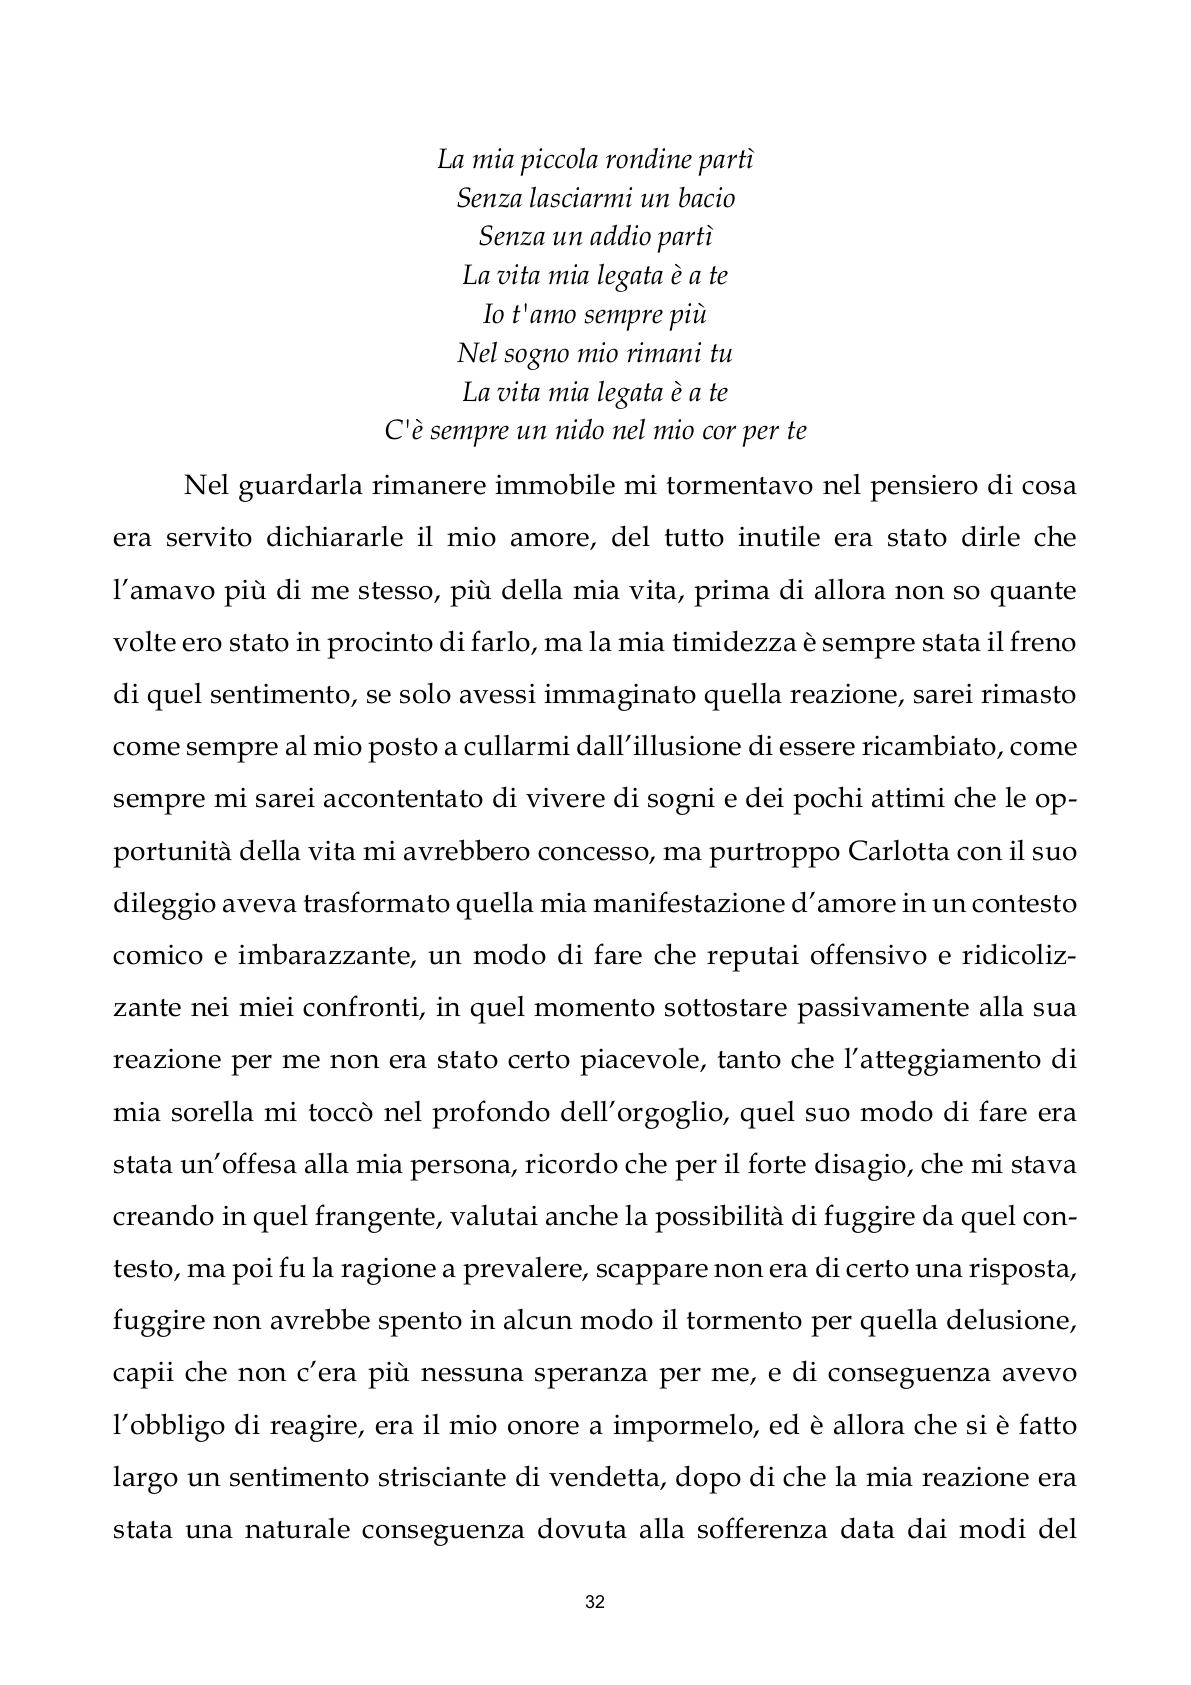 La mia piccola rondine partì
Senza lasciarmi un bacio
Senza un addio partì
La vita mia legata è a te
Io t'amo sempre più
Nel sogno mio rimani tu
La vita mia legata è a te
C'è sempre un nido nel mio cor per te
Nel guardarla rimanere immobile mi tormentavo nel pensiero di cosa
era servito dichiararle il mio amore, del tutto inutile era stato dirle che
l’amavo più di me stesso, più della mia vita, prima di allora non so quante
volte ero stato in procinto di farlo, ma la mia timidezza è sempre stata il freno
di quel sentimento, se solo avessi immaginato quella reazione, sarei rimasto
come sempre al mio posto a cullarmi dall’illusione di essere ricambiato, come
sempre mi sarei accontentato di vivere di sogni e dei pochi attimi che le op-
portunità della vita mi avrebbero concesso, ma purtroppo Carlotta con il suo
dileggio aveva trasformato quella mia manifestazione d’amore in un contesto
comico e imbarazzante, un modo di fare che reputai offensivo e ridicoliz-
zante nei miei confronti, in quel momento sottostare passivamente alla sua
reazione per me non era stato certo piacevole, tanto che l’atteggiamento di
mia sorella mi toccò nel profondo dell’orgoglio, quel suo modo di fare era
stata un’offesa alla mia persona, ricordo che per il forte disagio, che mi stava
creando in quel frangente, valutai anche la possibilità di fuggire da quel con-
testo, ma poi fu la ragione a prevalere, scappare non era di certo una risposta,
fuggire non avrebbe spento in alcun modo il tormento per quella delusione,
capii che non c’era più nessuna speranza per me, e di conseguenza avevo
l’obbligo di reagire, era il mio onore a impormelo, ed è allora che si è fatto
largo un sentimento strisciante di vendetta, dopo di che la mia reazione era
stata una naturale conseguenza dovuta alla sofferenza data dai modi del
32